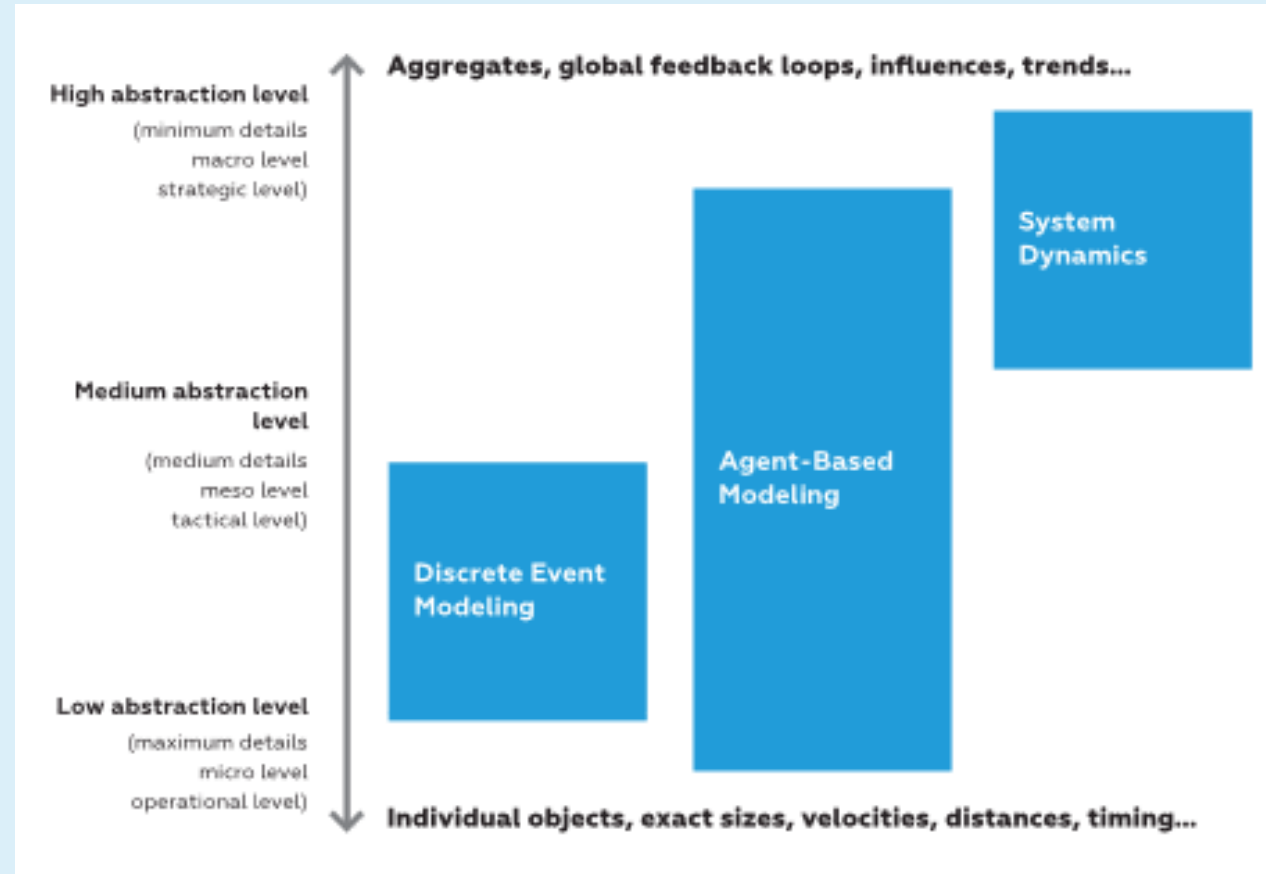 Aggregates, global feedback loops, influences, trends...
High abstraction level
(minimum details
macro level
strategic level)
System
Dynamics
Medium abstraction
level
(medium details
meso level
tactical level)
Agent-Based
Modeling
Discrete Event
Modeling
Low abstraction level
(maximum details
micro level
operational level)
Individual objects, exact sizes, velocities, distances, timing...